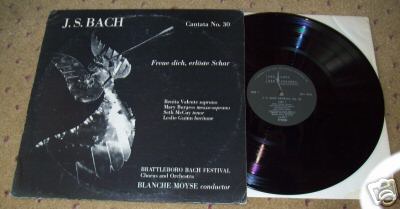 J. S. BACH
Cantata No. 30
Freue dich, erlöste Schar
Benita Valente soprano
Mary Burgess mezzo-soprano
Seth McCoy tenor
Leslie Guinn baritone
BRATTLEBORO BACH FESTIVAL
Chorus and Orchestra
BLANCHE MOYSE conductor